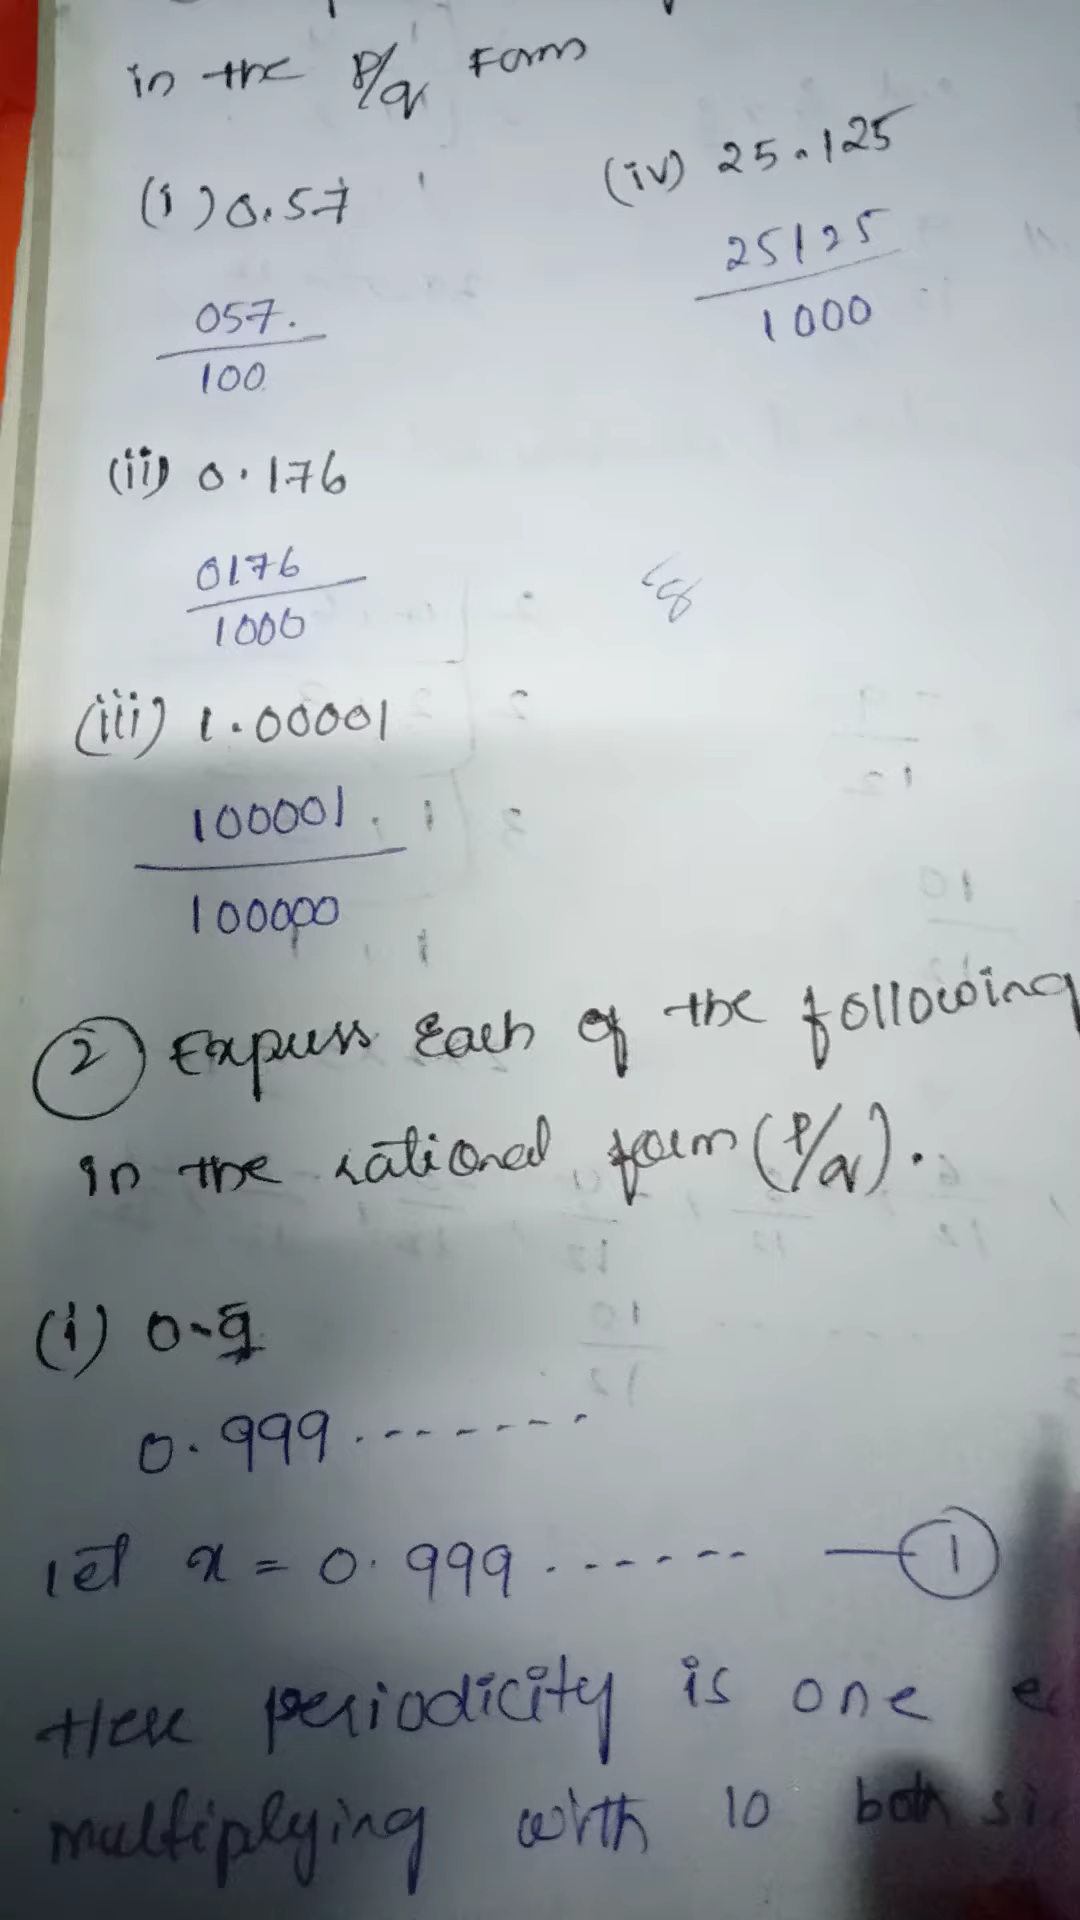 in the P/q Form
(i) 0.57
057.
100
(ii) 0.176
0176
1000
(iii) 1.00001
100001
100000
(iv) 25.125
25125
1000
2 Express Each of the following
in the rational form (P/q).
(i) 0.9̅
0.999.......
let x = 0.999....... — 1
Here periodicity is one
multiplying with 10 both si